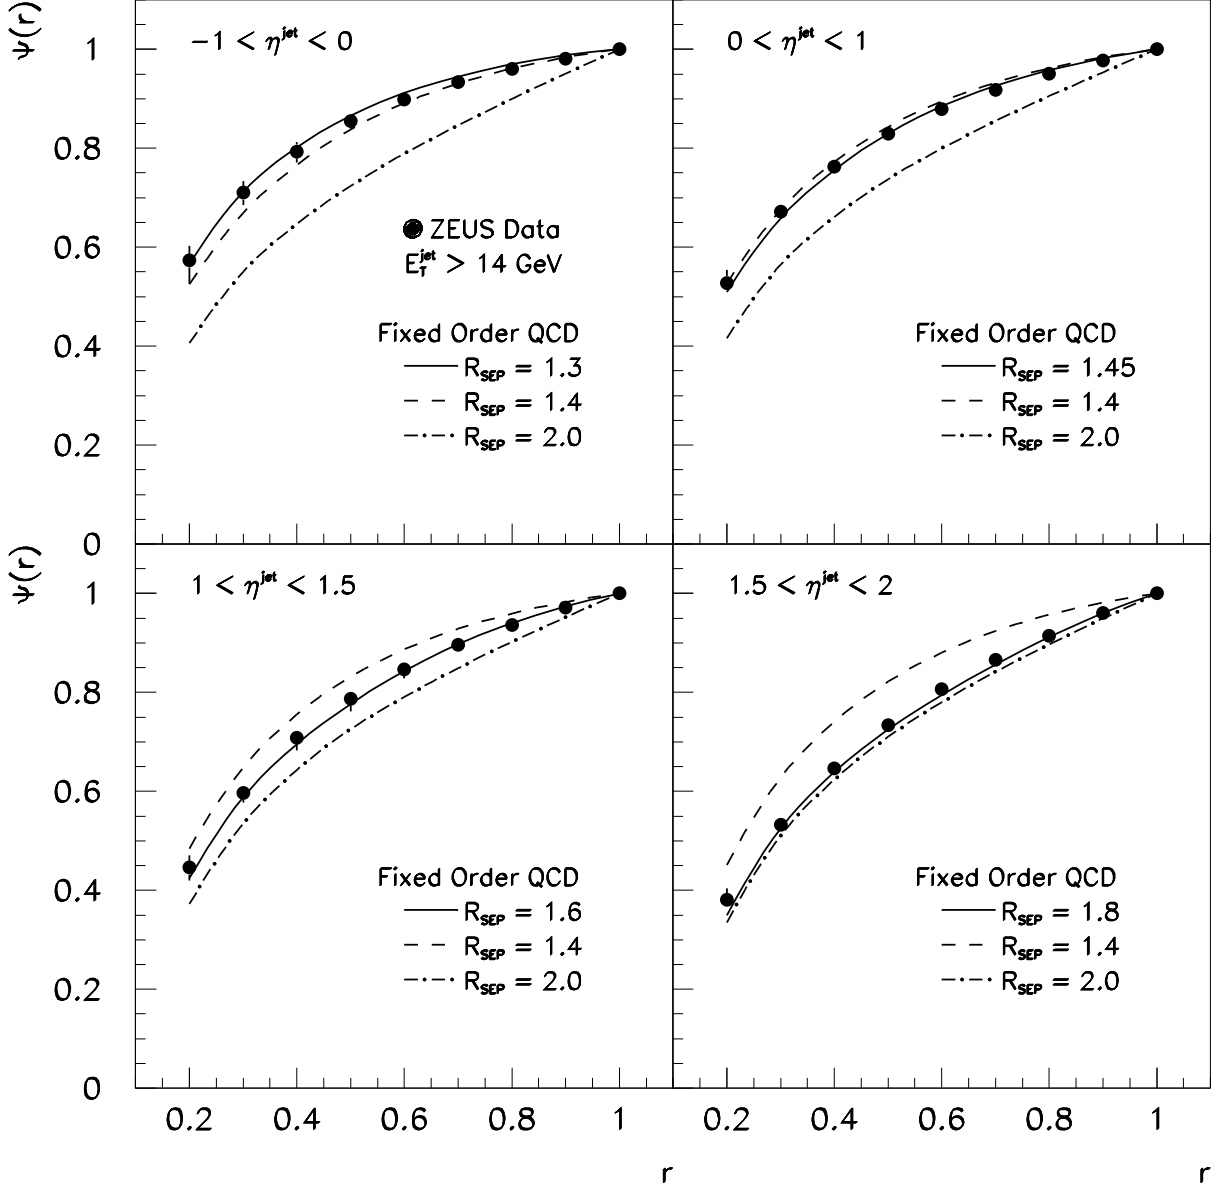 ψ(r)
1
0.8
0.6
0.4
0.2
0
−1 < η^jet < 0
ZEUS Data
E_T^jet > 14 GeV
Fixed Order QCD
R_SEP = 1.3
R_SEP = 1.4
R_SEP = 2.0
0 < η^jet < 1
Fixed Order QCD
R_SEP = 1.45
R_SEP = 1.4
R_SEP = 2.0
ψ(r)
1
0.8
0.6
0.4
0.2
0
1 < η^jet < 1.5
Fixed Order QCD
R_SEP = 1.6
R_SEP = 1.4
R_SEP = 2.0
1.5 < η^jet < 2
Fixed Order QCD
R_SEP = 1.8
R_SEP = 1.4
R_SEP = 2.0
0.2 0.4 0.6 0.8 1
0.2 0.4 0.6 0.8 1
r
r